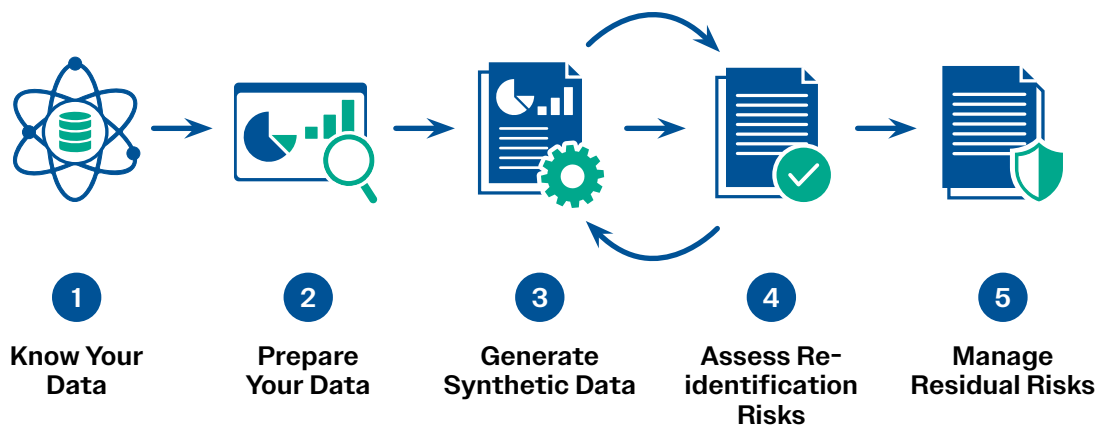 1
Know Your
Data
2
Prepare
Your Data
3
Generate
Synthetic Data
4
Assess Re-
identification
Risks
5
Manage
Residual Risks